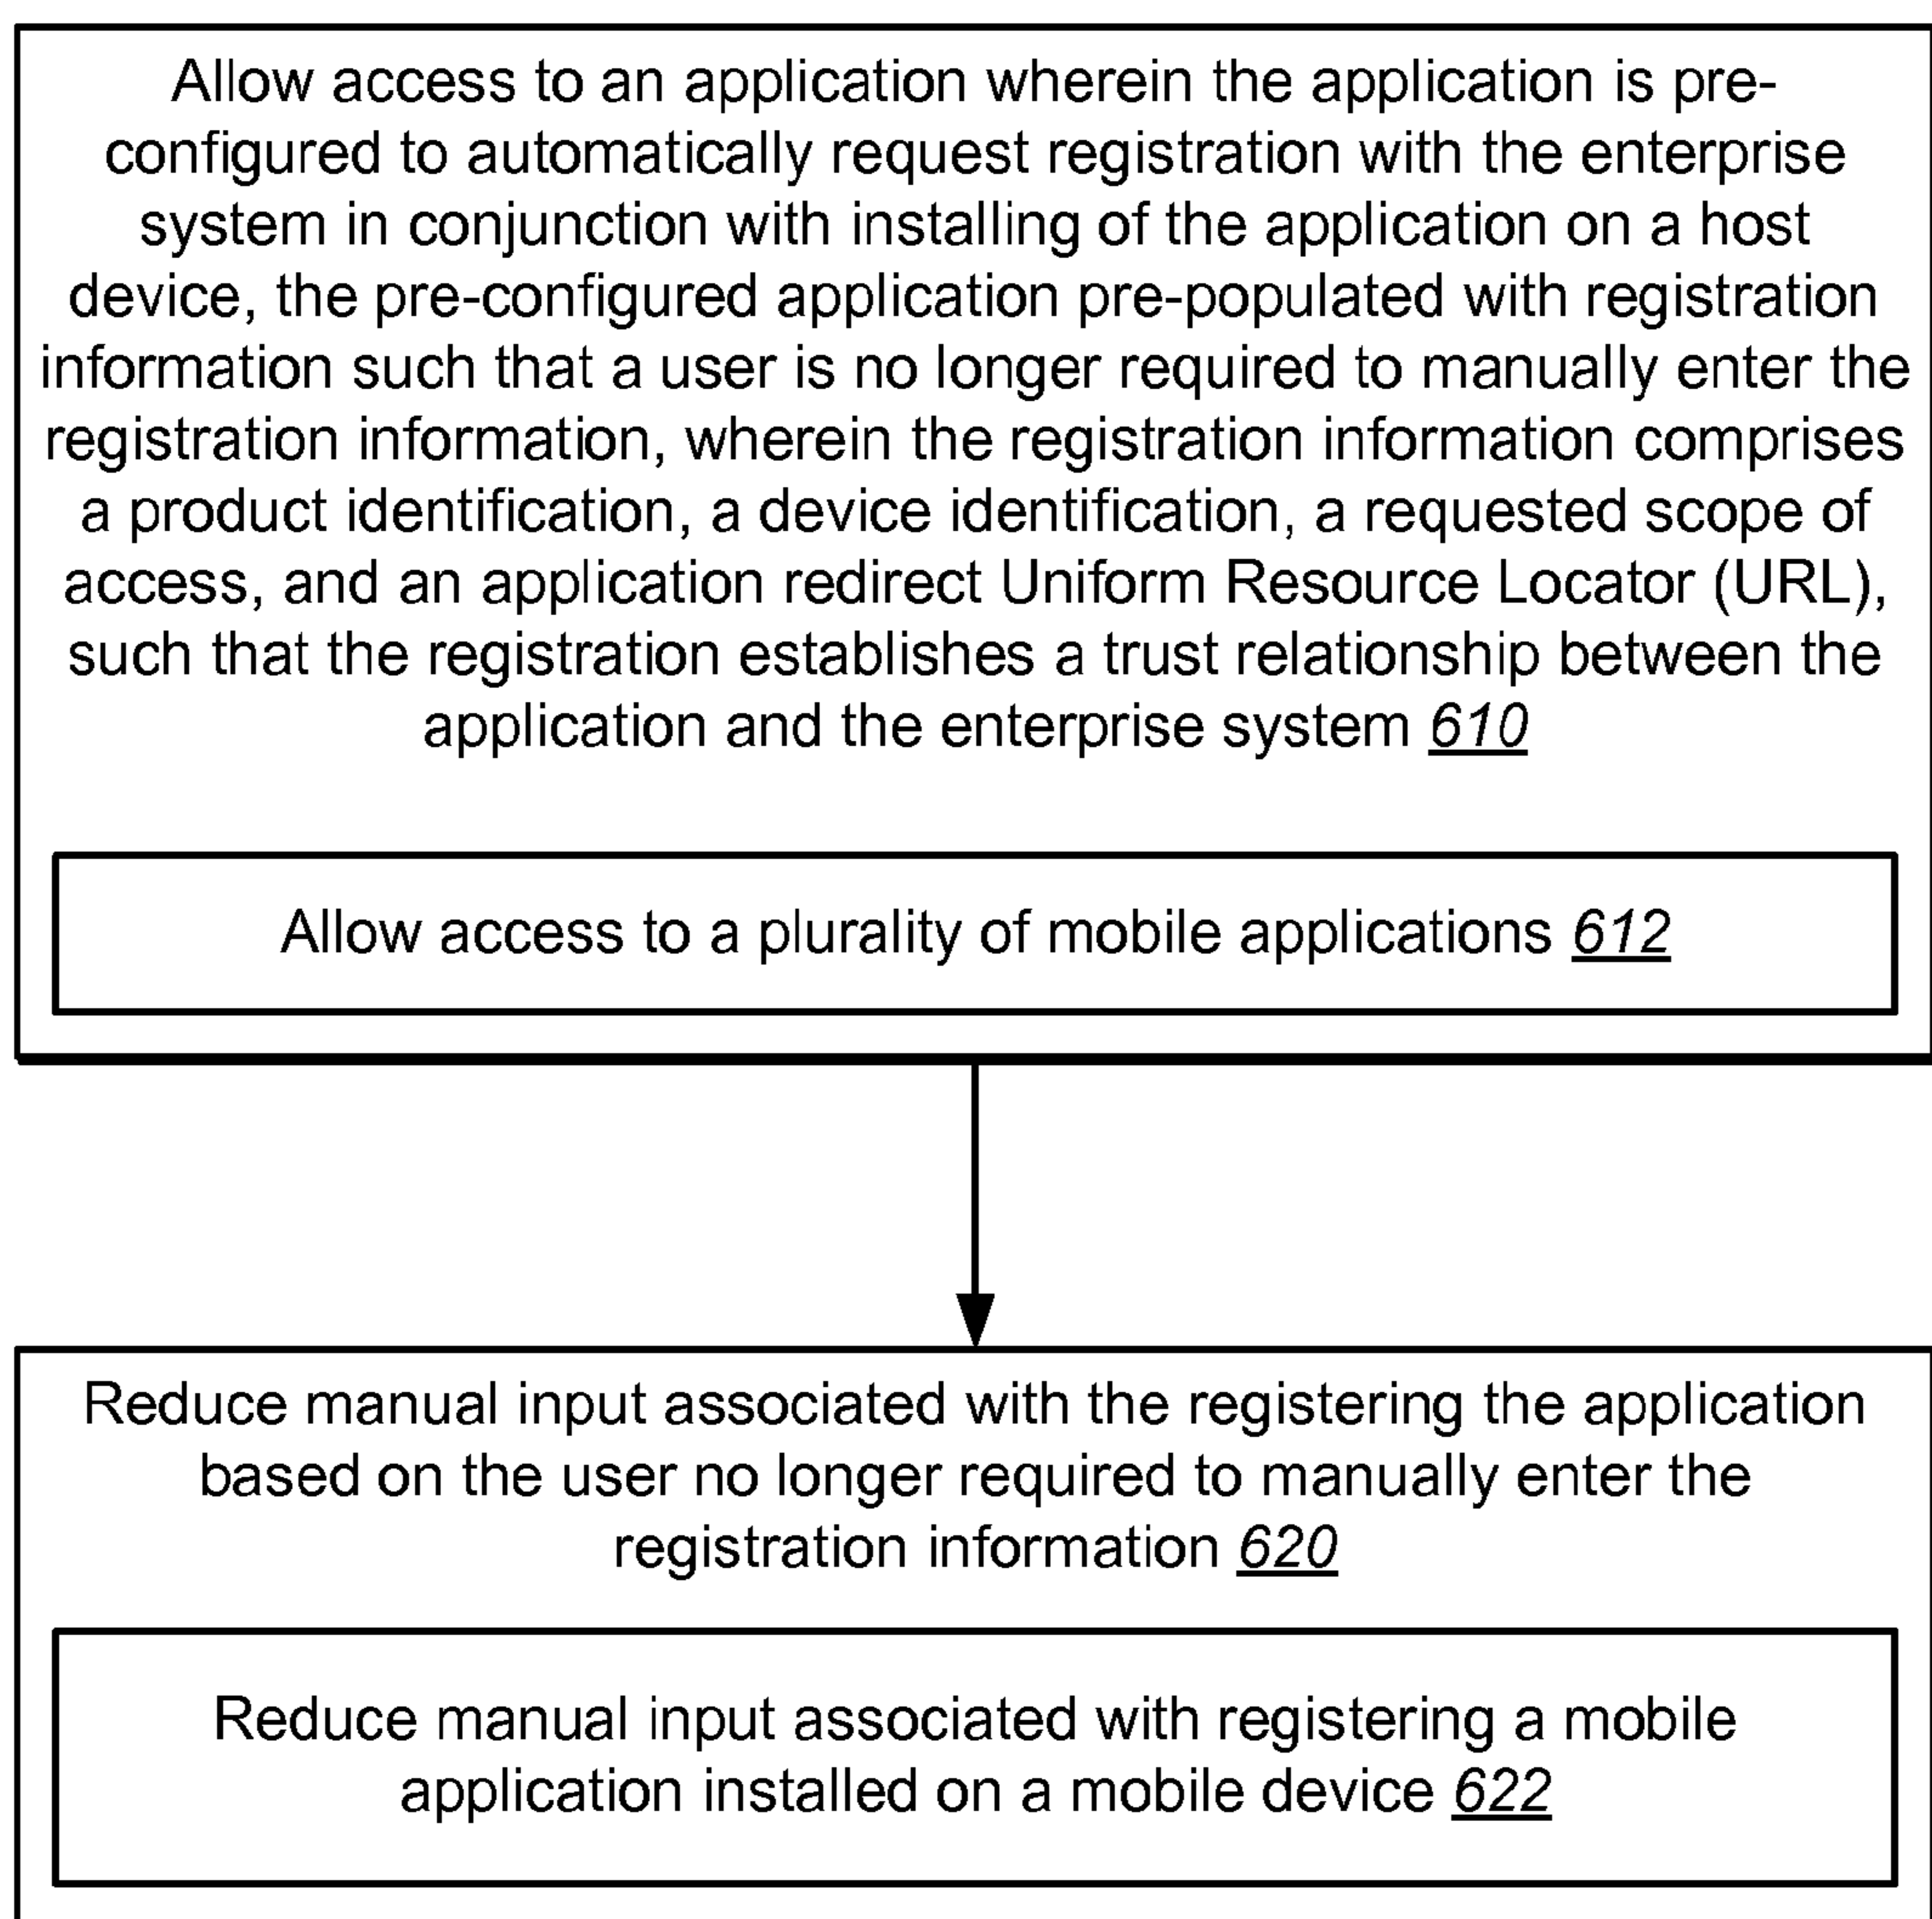 Allow access to an application wherein the application is pre-
configured to automatically request registration with the enterprise
system in conjunction with installing of the application on a host
device, the pre-configured application pre-populated with registration
information such that a user is no longer required to manually enter the
registration information, wherein the registration information comprises
a product identification, a device identification, a requested scope of
access, and an application redirect Uniform Resource Locator (URL),
such that the registration establishes a trust relationship between the
application and the enterprise system 610
Allow access to a plurality of mobile applications 612
Reduce manual input associated with the registering the application
based on the user no longer required to manually enter the
registration information 620
Reduce manual input associated with registering a mobile
application installed on a mobile device 622